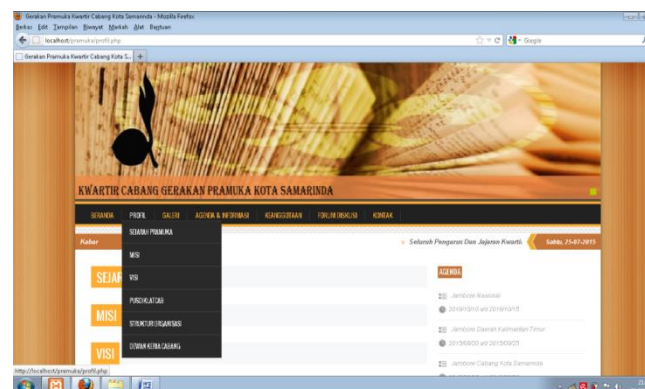 Gerakan Pramuka Kwartir Cabang Kota Samarinda - Mozilla Firefox
Berkas Edit Tampilan Riwayat Markah Alat Bantuan
localhost/pramuka/profil.php
Google
Gerakan Pramuka Kwartir Cabang Kota S...
KWARTIR CABANG GERAKAN PRAMUKA KOTA SAMARINDA
BERANDA PROFIL GALERI AGENDA & INFORMASI KEANGGOTAAN FORUM DISKUSI KONTAK
Kabar
» Seluruh Pengurus Dan Jajaran Kwarti
Sabtu, 25-07-2015
SEJARAH PRAMUKA
MISI
VISI
PUSDIKLATCAB
STRUKTUR ORGANISASI
DEWAN KERJA CABANG
SEJAR
MISI
VISI
AGENDA
Jambore Nasional
Jambore Daerah Kalimantan Timur
Jambore Cabang Kota Samarinda
http://localhost/pramuka/profil.php